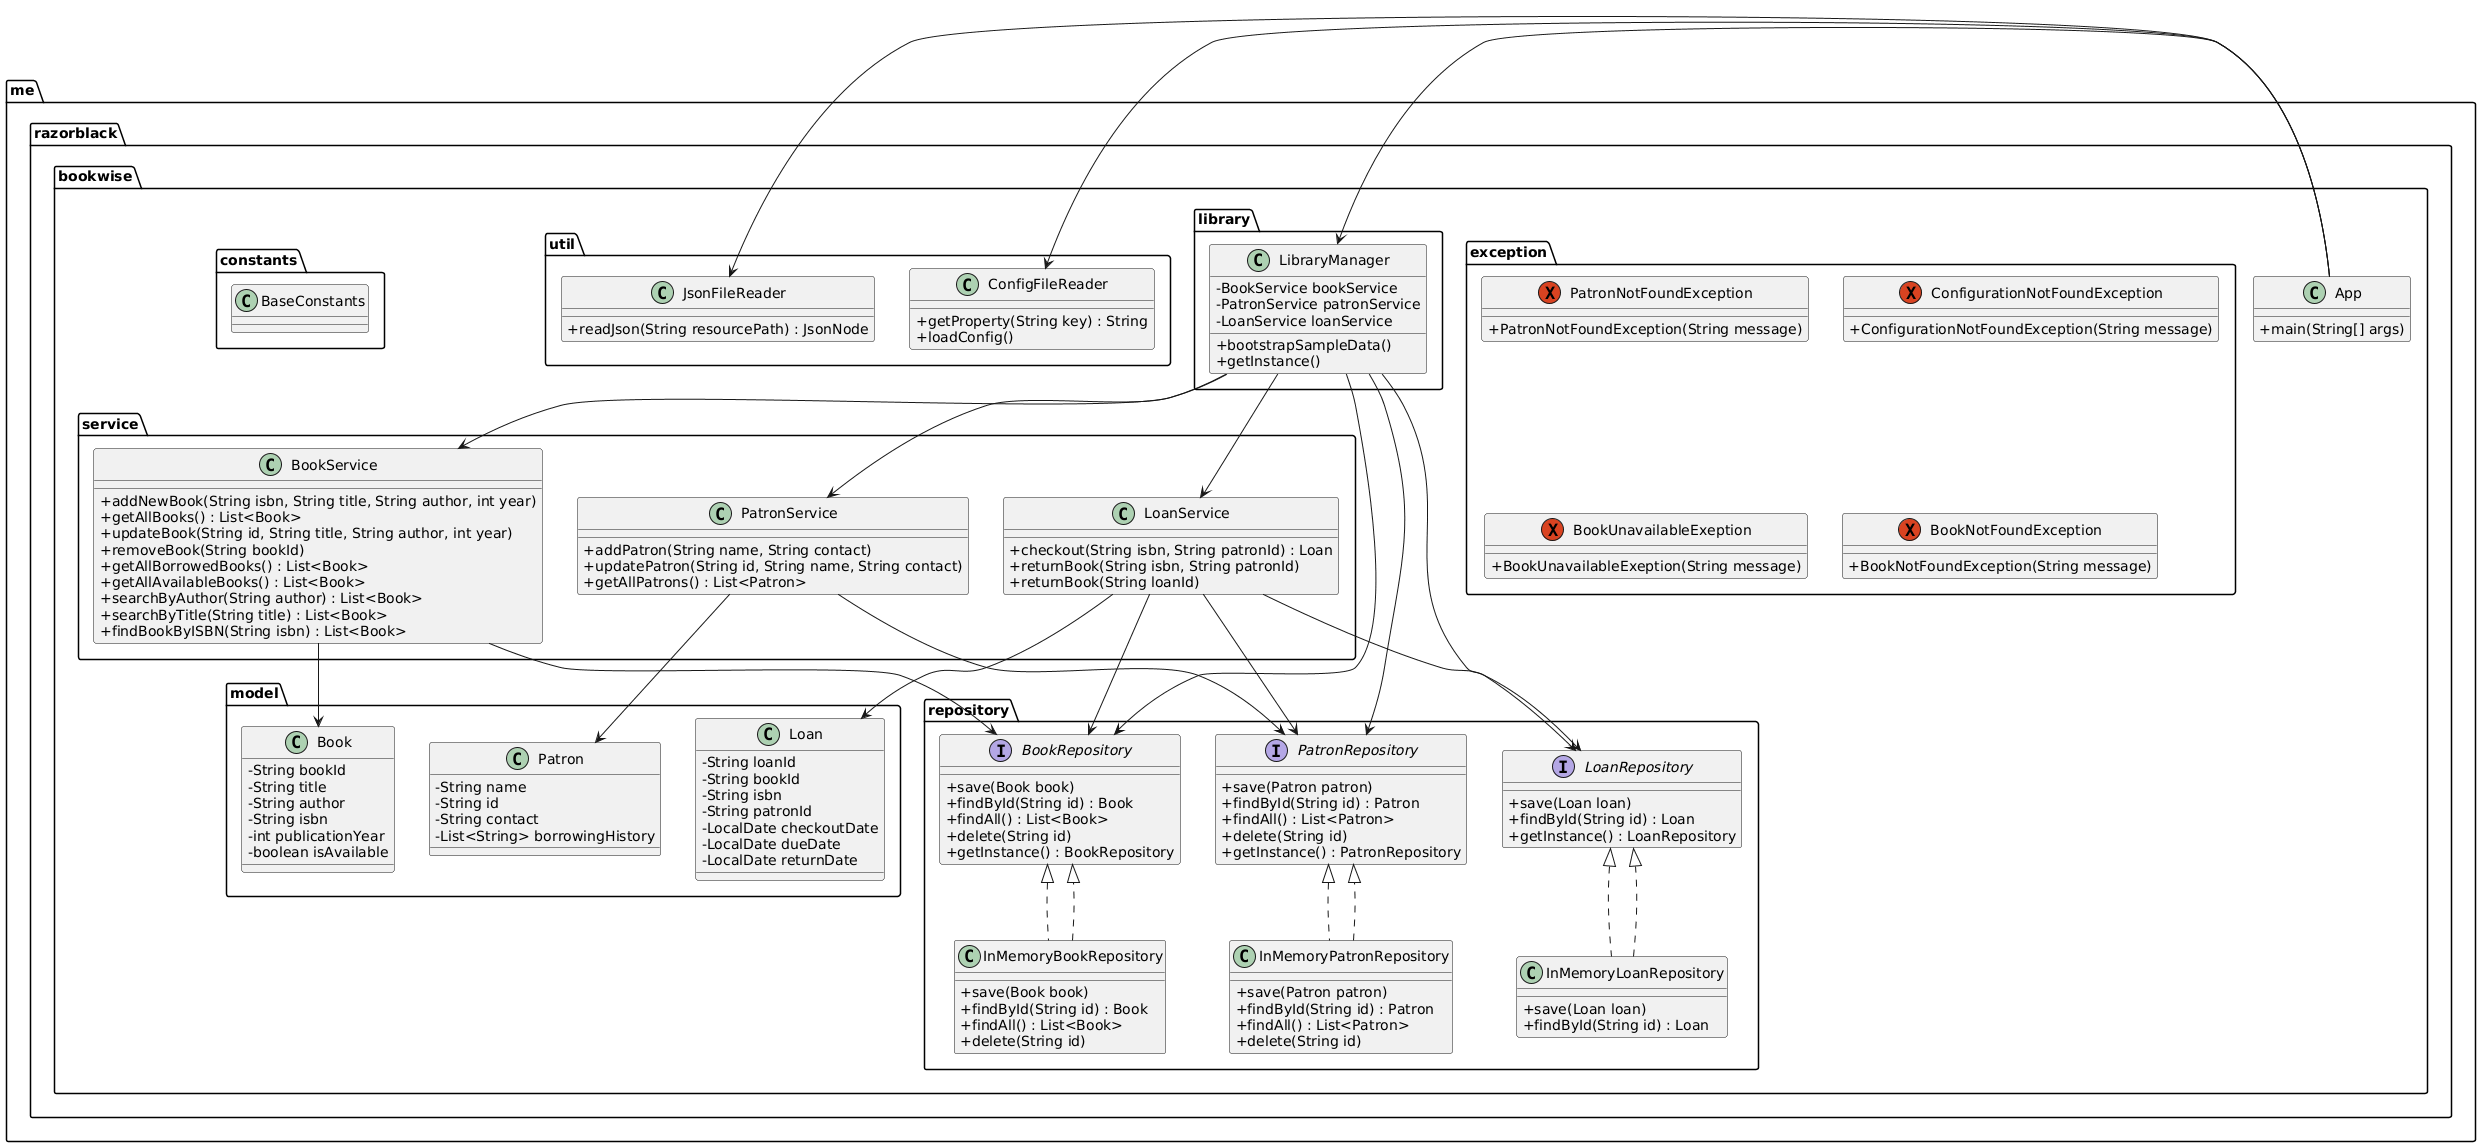 me
razorblack
bookwise
constants
C BaseConstants
util
C JsonFileReader
+readJson(String resourcePath) : JsonNode
C ConfigFileReader
+getProperty(String key) : String
+loadConfig()
library
C LibraryManager
-BookService bookService
-PatronService patronService
-LoanService loanService
+bootstrapSampleData()
+getInstance()
exception
X PatronNotFoundException
+PatronNotFoundException(String message)
X ConfigurationNotFoundException
+ConfigurationNotFoundException(String message)
X BookUnavailableExeption
+BookUnavailableExeption(String message)
X BookNotFoundException
+BookNotFoundException(String message)
C App
+main(String[] args)
service
C BookService
+addNewBook(String isbn, String title, String author, int year)
+getAllBooks() : List<Book>
+updateBook(String id, String title, String author, int year)
+removeBook(String bookId)
+getAllBorrowedBooks() : List<Book>
+getAllAvailableBooks() : List<Book>
+searchByAuthor(String author) : List<Book>
+searchByTitle(String title) : List<Book>
+findBookByISBN(String isbn) : List<Book>
C PatronService
+addPatron(String name, String contact)
+updatePatron(String id, String name, String contact)
+getAllPatrons() : List<Patron>
C LoanService
+checkout(String isbn, String patronId) : Loan
+returnBook(String isbn, String patronId)
+returnBook(String loanId)
model
C Book
-String bookId
-String title
-String author
-String isbn
-int publicationYear
-boolean isAvailable
C Patron
-String name
-String id
-String contact
-List<String> borrowingHistory
C Loan
-String loanId
-String bookId
-String isbn
-String patronId
-LocalDate checkoutDate
-LocalDate dueDate
-LocalDate returnDate
repository
I BookRepository
+save(Book book)
+findById(String id) : Book
+findAll() : List<Book>
+delete(String id)
+getInstance() : BookRepository
I PatronRepository
+save(Patron patron)
+findById(String id) : Patron
+findAll() : List<Patron>
+delete(String id)
+getInstance() : PatronRepository
I LoanRepository
+save(Loan loan)
+findById(String id) : Loan
+getInstance() : LoanRepository
C InMemoryBookRepository
+save(Book book)
+findById(String id) : Book
+findAll() : List<Book>
+delete(String id)
C InMemoryPatronRepository
+save(Patron patron)
+findById(String id) : Patron
+findAll() : List<Patron>
+delete(String id)
C InMemoryLoanRepository
+save(Loan loan)
+findById(String id) : Loan